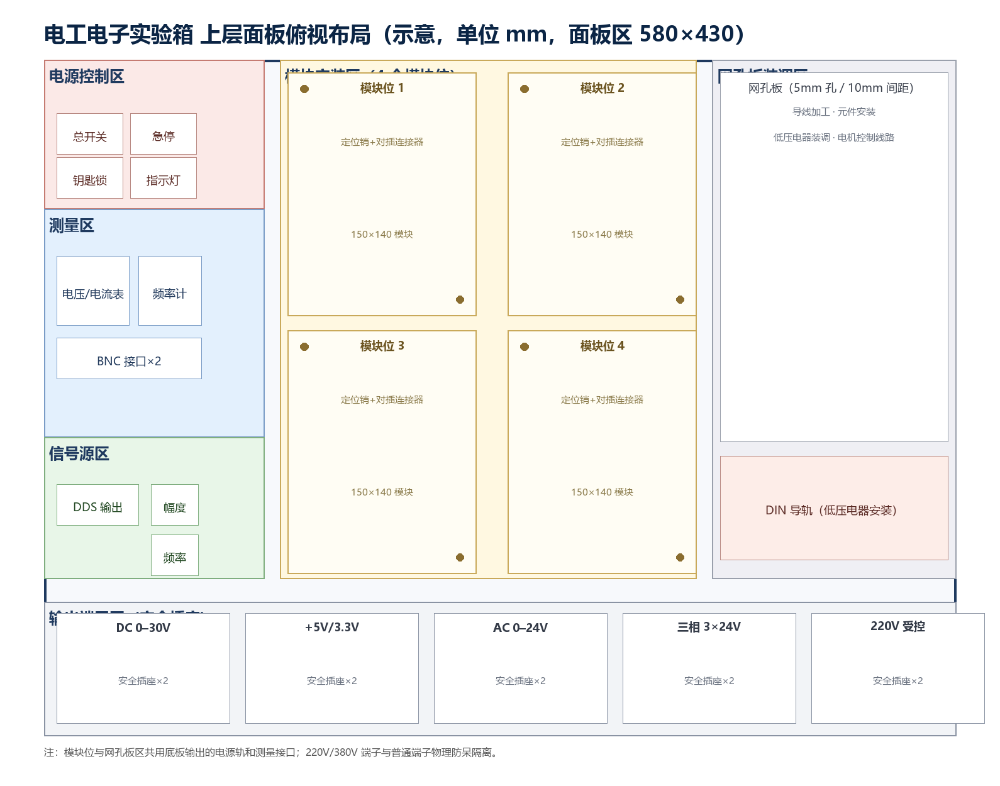 电工电子实验箱 上层面板俯视布局（示意，单位 mm，面板区 580×430）
电源控制区
总开关
急停
钥匙锁
指示灯
测量区
电压/电流表
频率计
BNC 接口×2
信号源区
DDS 输出
幅度
频率
模块位 1
定位销+对插连接器
150×140 模块
模块位 2
定位销+对插连接器
150×140 模块
模块位 3
定位销+对插连接器
150×140 模块
模块位 4
定位销+对插连接器
150×140 模块
网孔板（5mm 孔 / 10mm 间距）
导线加工 · 元件安装
低压电器装调 · 电机控制线路
DIN 导轨（低压电器安装）
DC 0–30V
安全插座×2
+5V/3.3V
安全插座×2
AC 0–24V
安全插座×2
三相 3×24V
安全插座×2
220V 受控
安全插座×2
注：模块位与网孔板区共用底板输出的电源轨和测量接口；220V/380V 端子与普通端子物理防呆隔离。